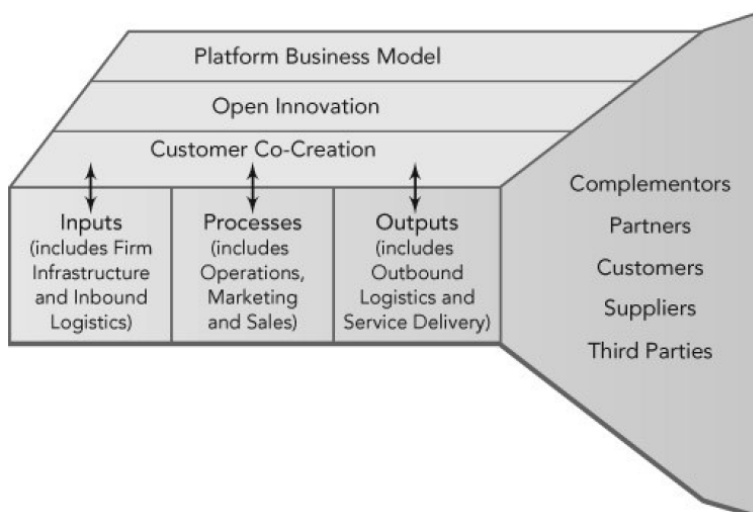 Platform Business Model
Open Innovation
Customer Co-Creation
Inputs
(includes Firm
Infrastructure
and Inbound
Logistics)
Processes
(includes
Operations,
Marketing
and Sales)
Outputs
(includes
Outbound
Logistics and
Service Delivery)
Complementors
Partners
Customers
Suppliers
Third Parties